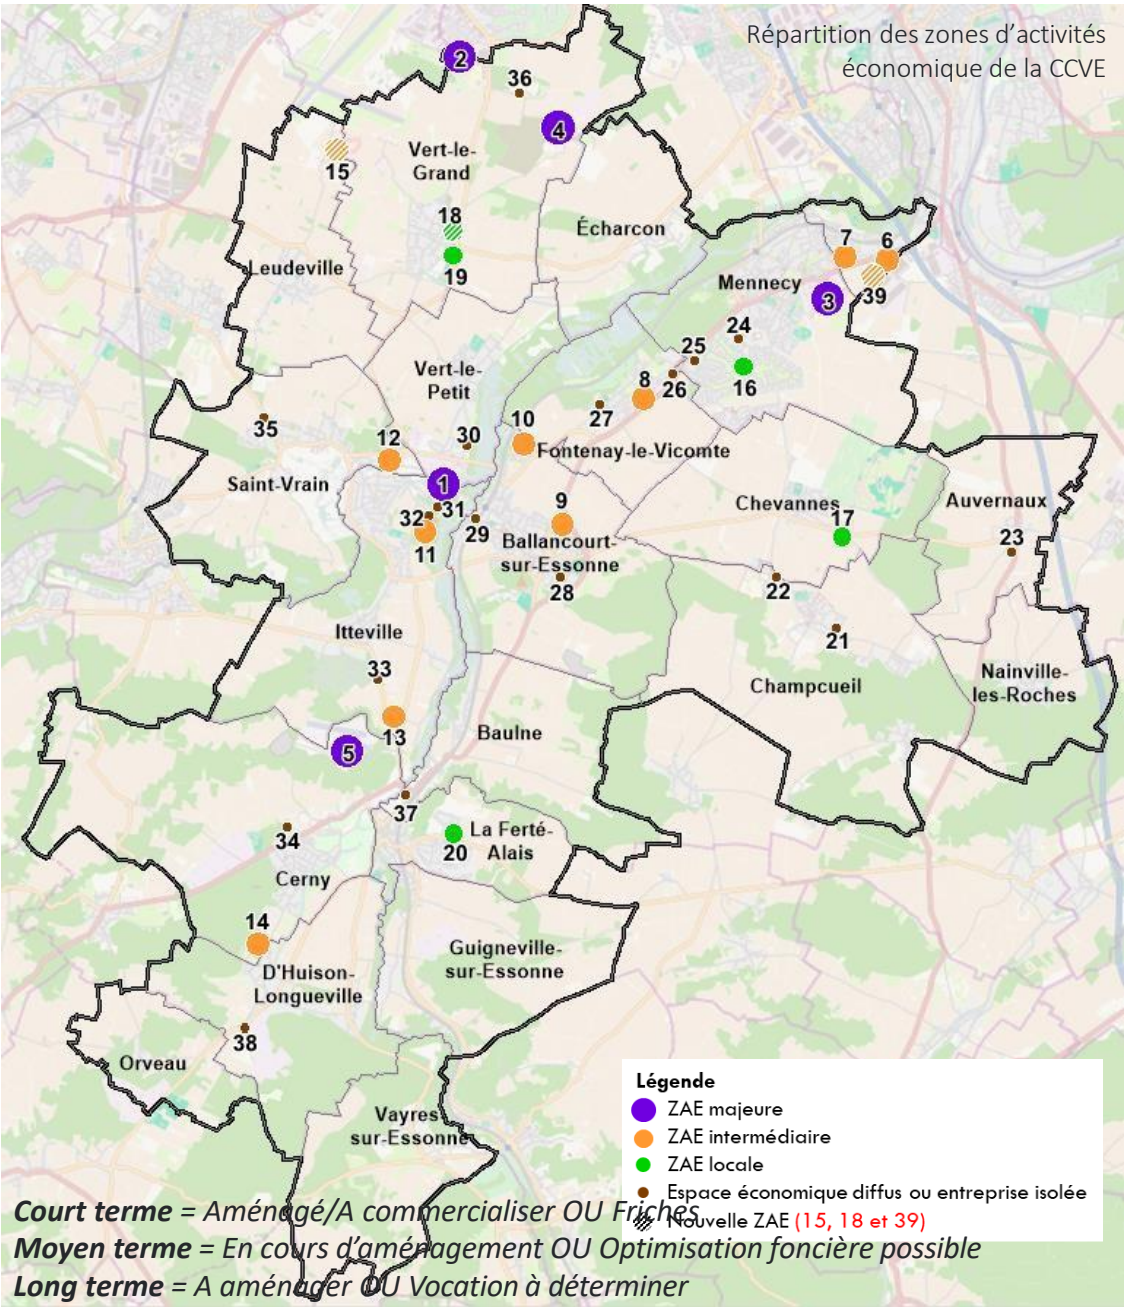 Répartition des zones d'activités
économique de la CCVE
2
36
4
Vert-le-
Grand
15
18
Écharcon
19
Leudeville
7
6
Mennecy
3
39
24
25
26
16
Vert-le-
Petit
8
27
35
12
30
10
Fontenay-le-Vicomte
Saint-Vrain
1
31
32
11
29
9
Ballancourt-
sur-Essonne
28
Chevannes
17
Auvernaux
23
22
21
Champcueil
Nainville-
les-Roches
Itteville
33
13
5
Baulne
37
34
Cerny
20
La Ferté-
Alais
14
D'Huison-
Longueville
Guigneville-
sur-Essonne
38
Orveau
Vayres
sur-Essonne
Légende
ZAE majeure
ZAE intermédiaire
ZAE locale
Espace économique diffus ou entreprise isolée
Nouvelle ZAE (15, 18 et 39)
Court terme = Aménagé/A commercialiser OU Friches
Moyen terme = En cours d'aménagement OU Optimisation foncière possible
Long terme = A aménager OU Vocation à déterminer